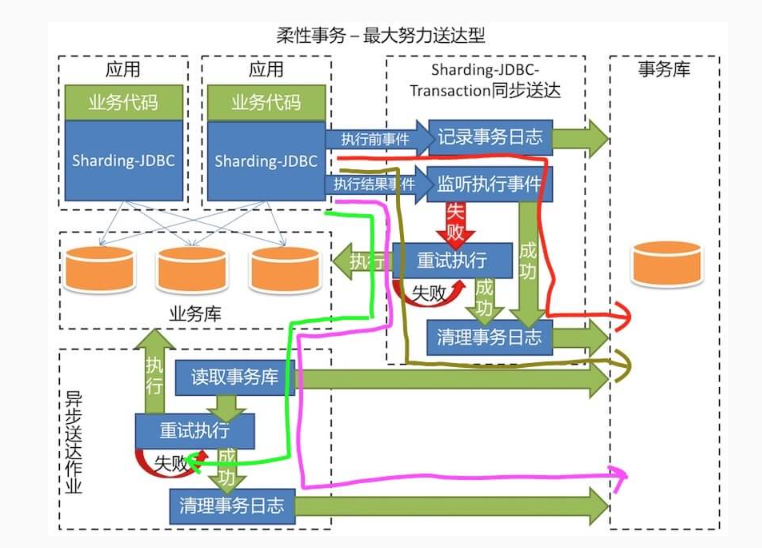 柔性事务 – 最大努力送达型
应用
应用
Sharding-JDBC-
Transaction同步送达
事务库
业务代码
业务代码
Sharding-JDBC
Sharding-JDBC
执行前事件
记录事务日志
执行结果事件
监听执行事件
失败
成功
执行
重试执行
失败
成功
清理事务日志
业务库
异步送达作业
执行
读取事务库
重试执行
失败
成功
清理事务日志